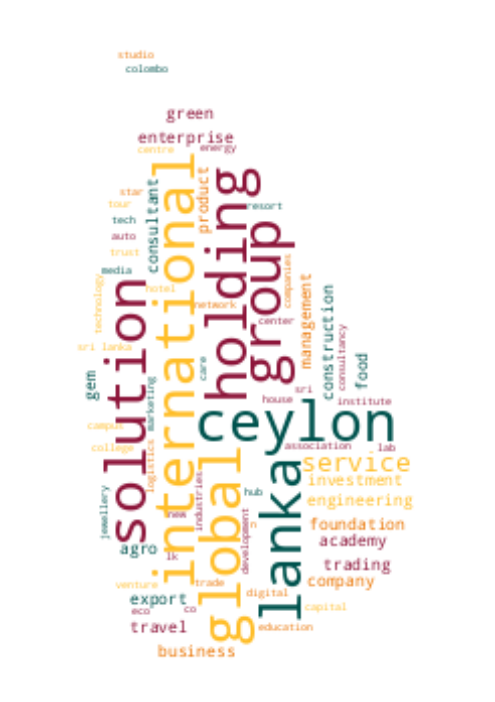 studio
colombo
green
enterprise
centre
energy
international
holding
product
consultant
star
tour
tech
auto
trust
media
resort
group
hotel
technology
solution
network
companies
management
center
construction
consultancy
sri lanka
food
gem
care
marketing
house
sri
institute
ceylon
campus
college
association
lab
logistics
global
lanka
service
investment
industries
hub
jewellery
engineering
new
n
foundation
development
academy
agro
lk
trading
venture
trade
company
digital
export
eco
co
capital
travel
education
business